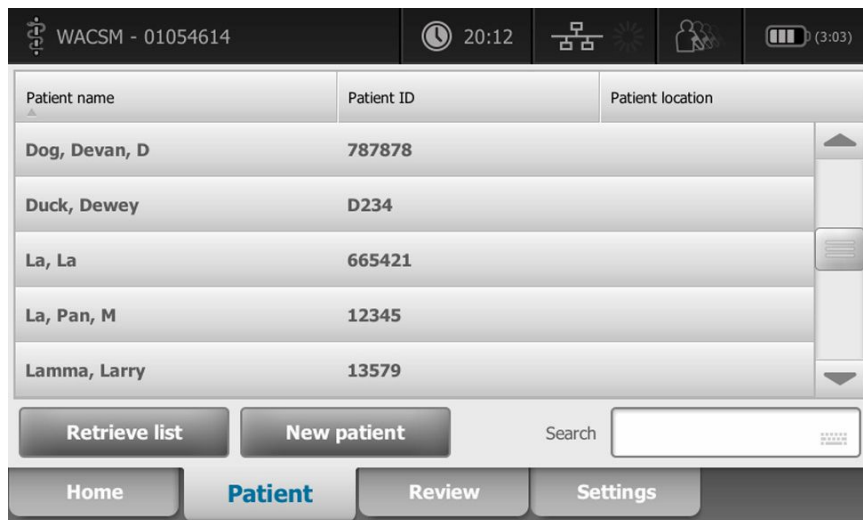 WACSM - 01054614 20:12 (3:03)
Patient name Patient ID Patient location
Dog, Devan, D 787878
Duck, Dewey D234
La, La 665421
La, Pan, M 12345
Lamma, Larry 13579
Retrieve list New patient Search
Home Patient Review Settings